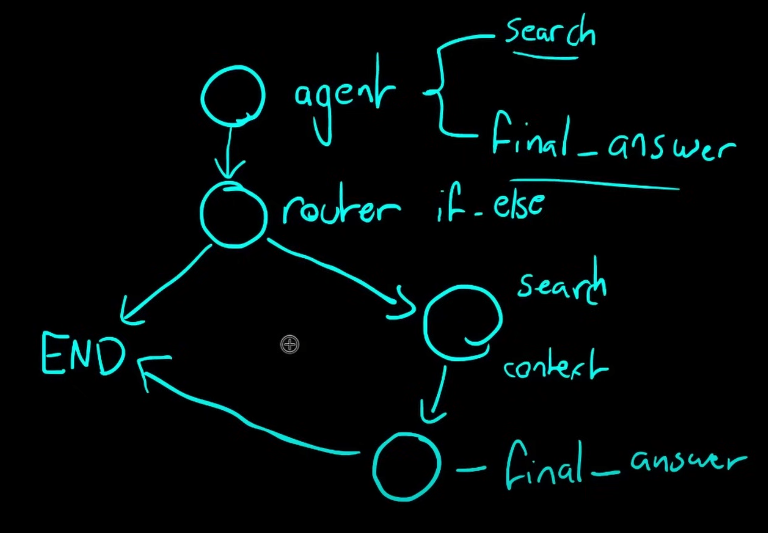 search
agent
final_answer
router if-else
search
END
context
final_answer